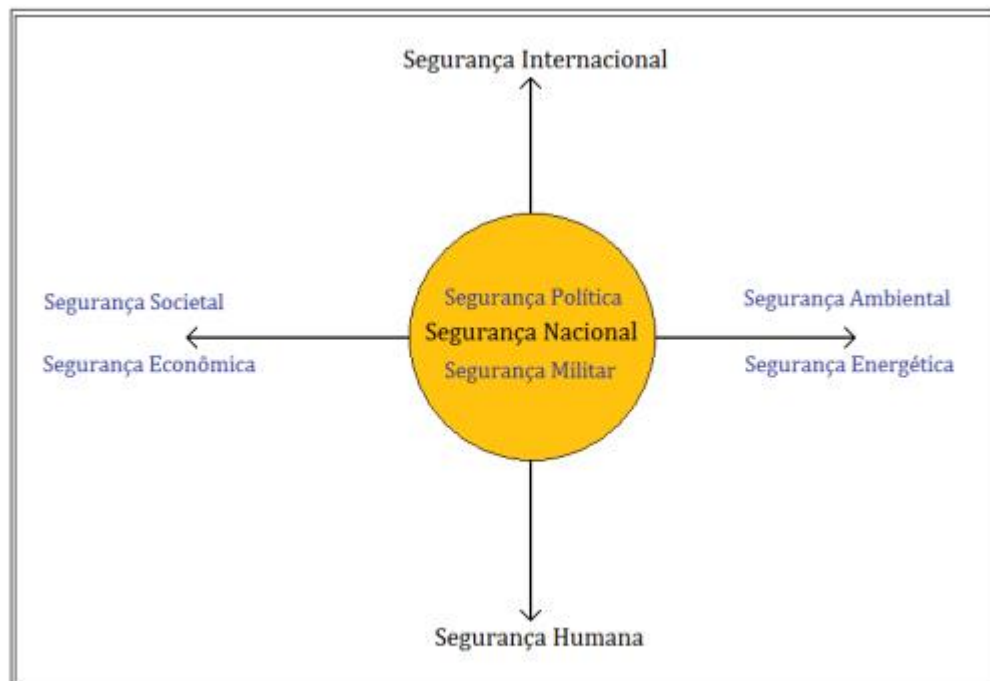 Segurança Internacional
Segurança Societal
Segurança Econômica
Segurança Política
Segurança Nacional
Segurança Militar
Segurança Ambiental
Segurança Energética
Segurança Humana